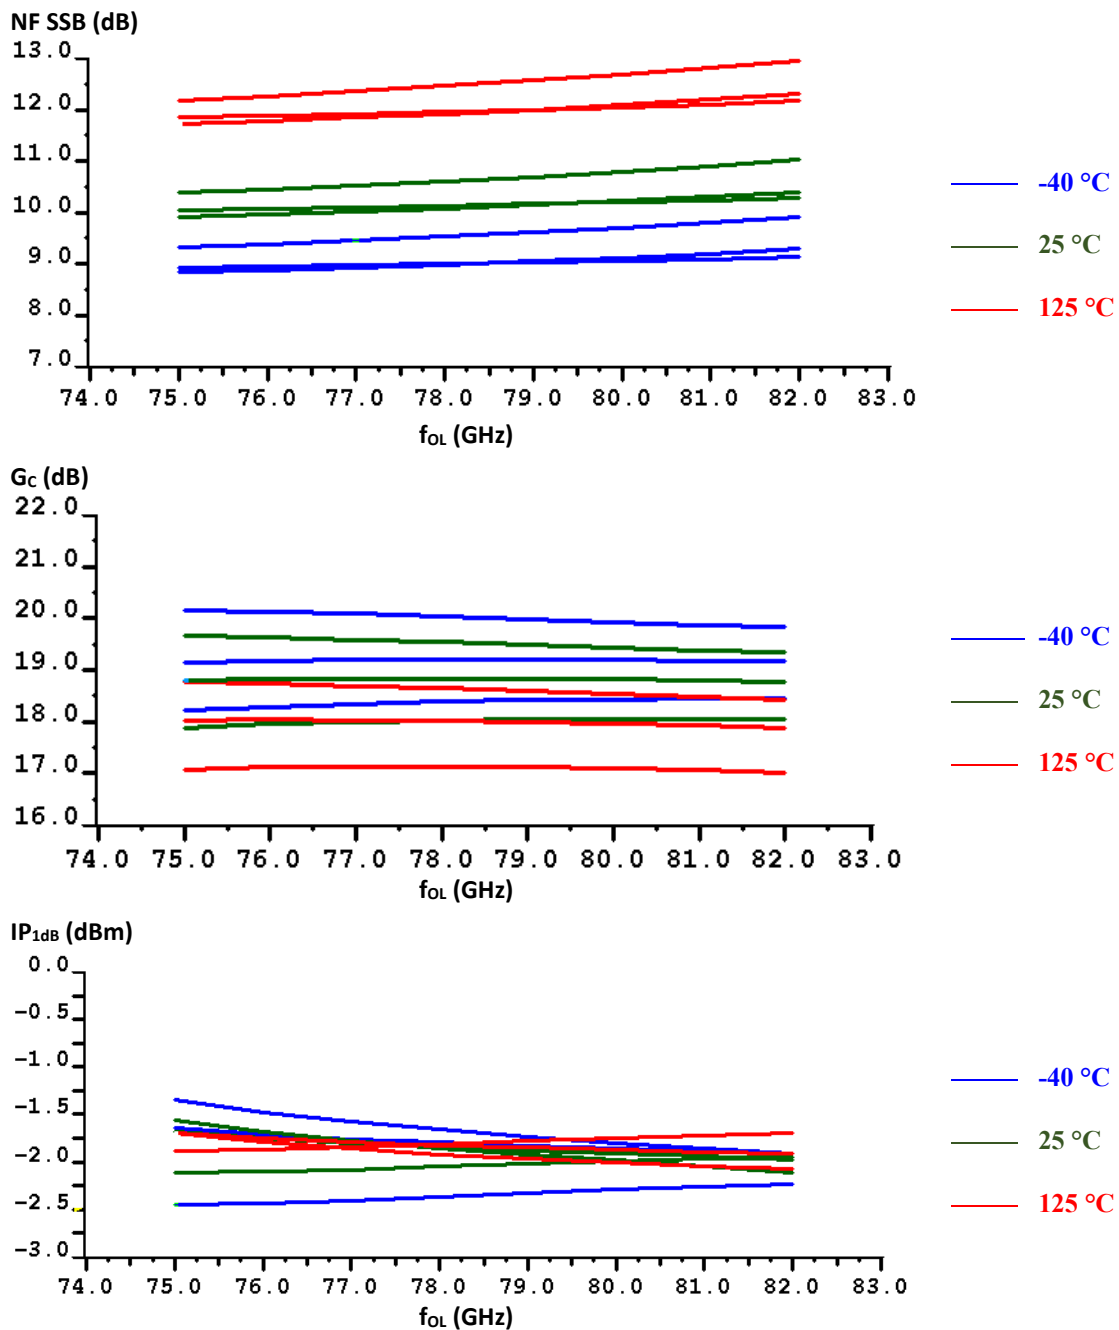 NF SSB (dB)
13.0
12.0
11.0
10.0
9.0
8.0
7.0
74.0 75.0 76.0 77.0 78.0 79.0 80.0 81.0 82.0 83.0
fOL (GHz)
-40 °C
25 °C
125 °C
GC (dB)
22.0
21.0
20.0
19.0
18.0
17.0
16.0
74.0 75.0 76.0 77.0 78.0 79.0 80.0 81.0 82.0 83.0
fOL (GHz)
-40 °C
25 °C
125 °C
IP1dB (dBm)
0.0
-0.5
-1.0
-1.5
-2.0
-2.5
-3.0
74.0 75.0 76.0 77.0 78.0 79.0 80.0 81.0 82.0 83.0
fOL (GHz)
-40 °C
25 °C
125 °C